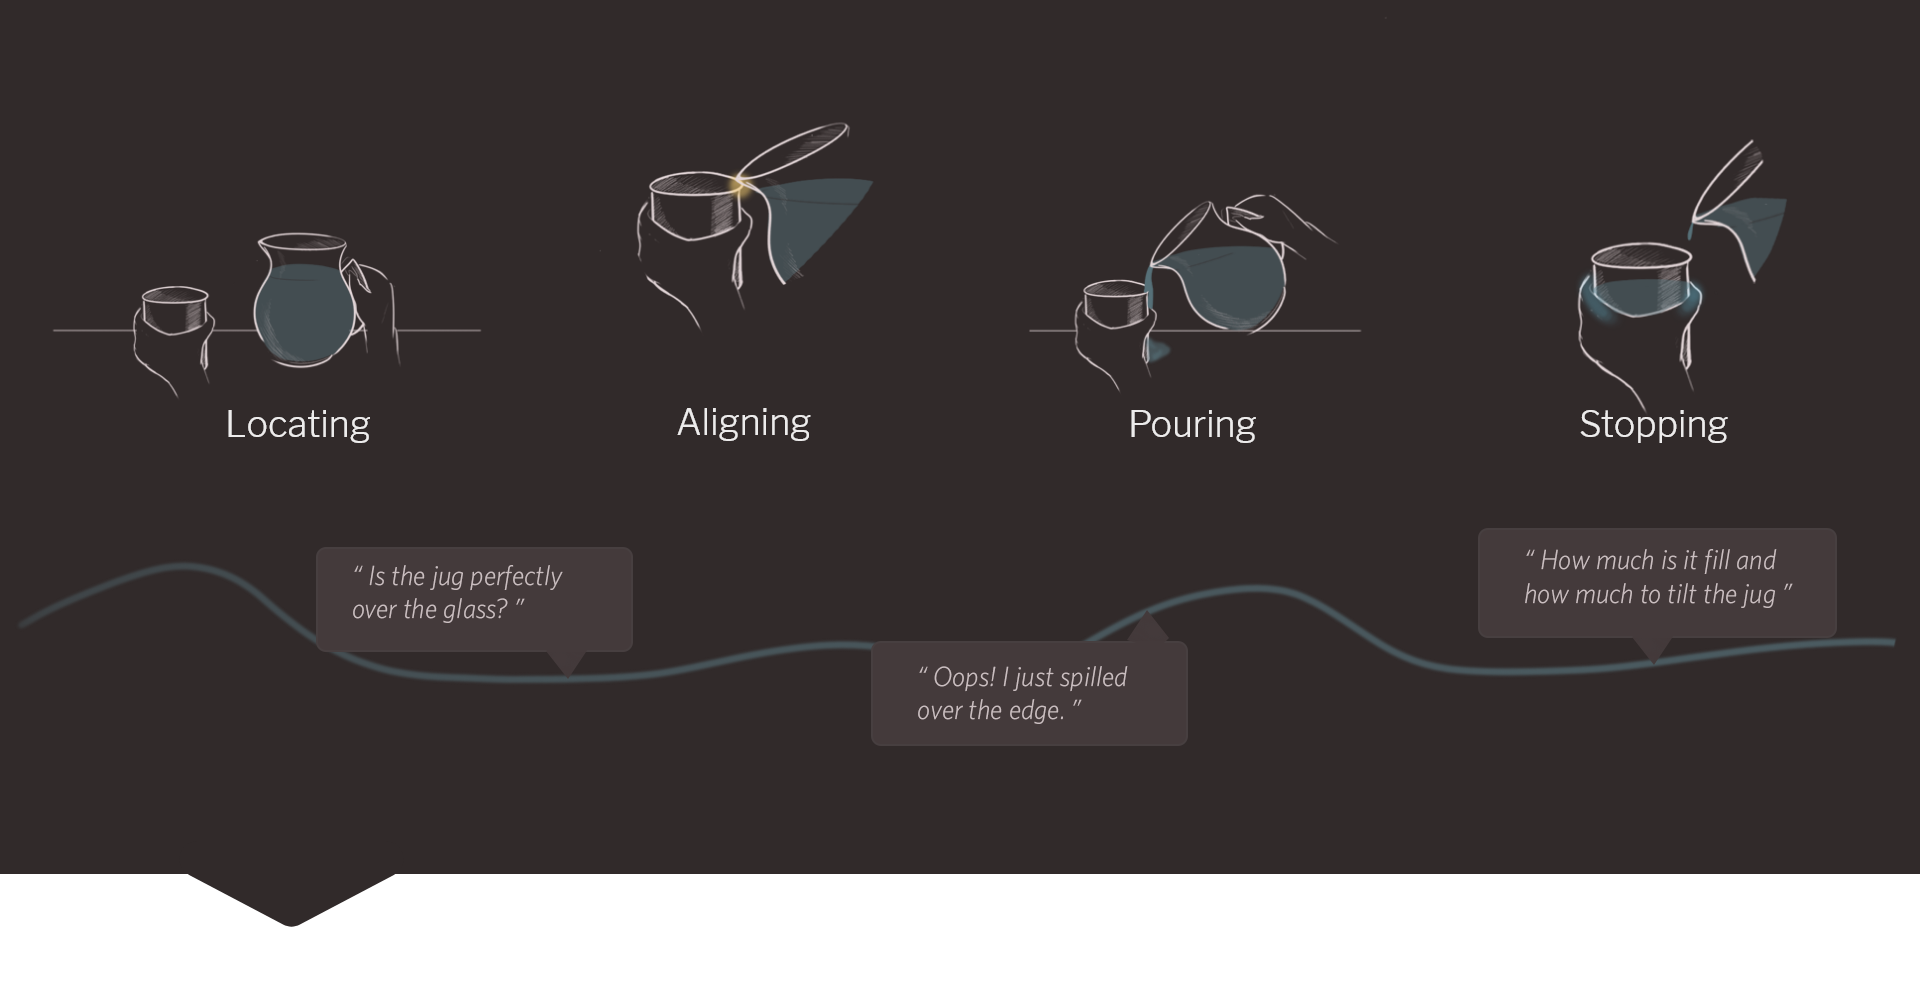 Locating
Aligning
Pouring
Stopping
“ Is the jug perfectly
over the glass? ”
“ Oops! I just spilled
over the edge. ”
“ How much is it fill and
how much to tilt the jug ”